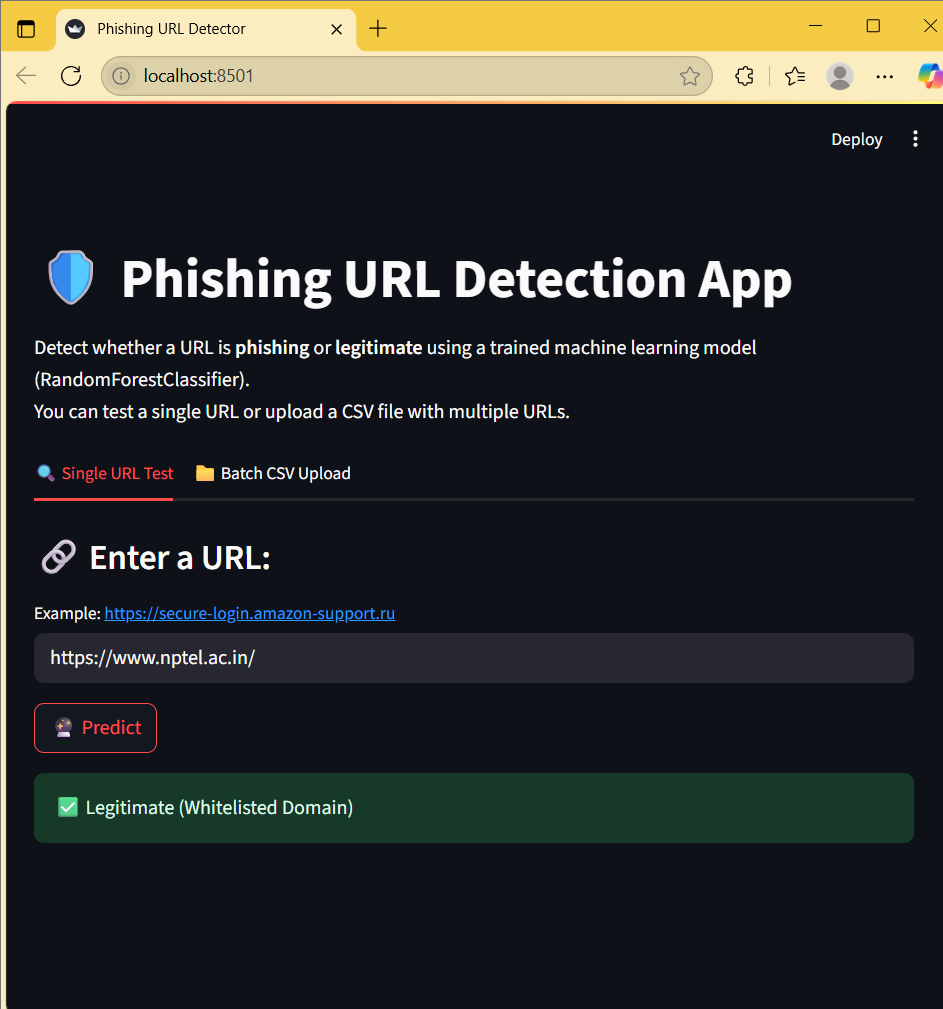 Phishing URL Detector
localhost:8501
Deploy
Phishing URL Detection App
Detect whether a URL is phishing or legitimate using a trained machine learning model
(RandomForestClassifier).
You can test a single URL or upload a CSV file with multiple URLs.
Single URL Test Batch CSV Upload
Enter a URL:
Example: https://secure-login.amazon-support.ru
https://www.nptel.ac.in/
Predict
Legitimate (Whitelisted Domain)